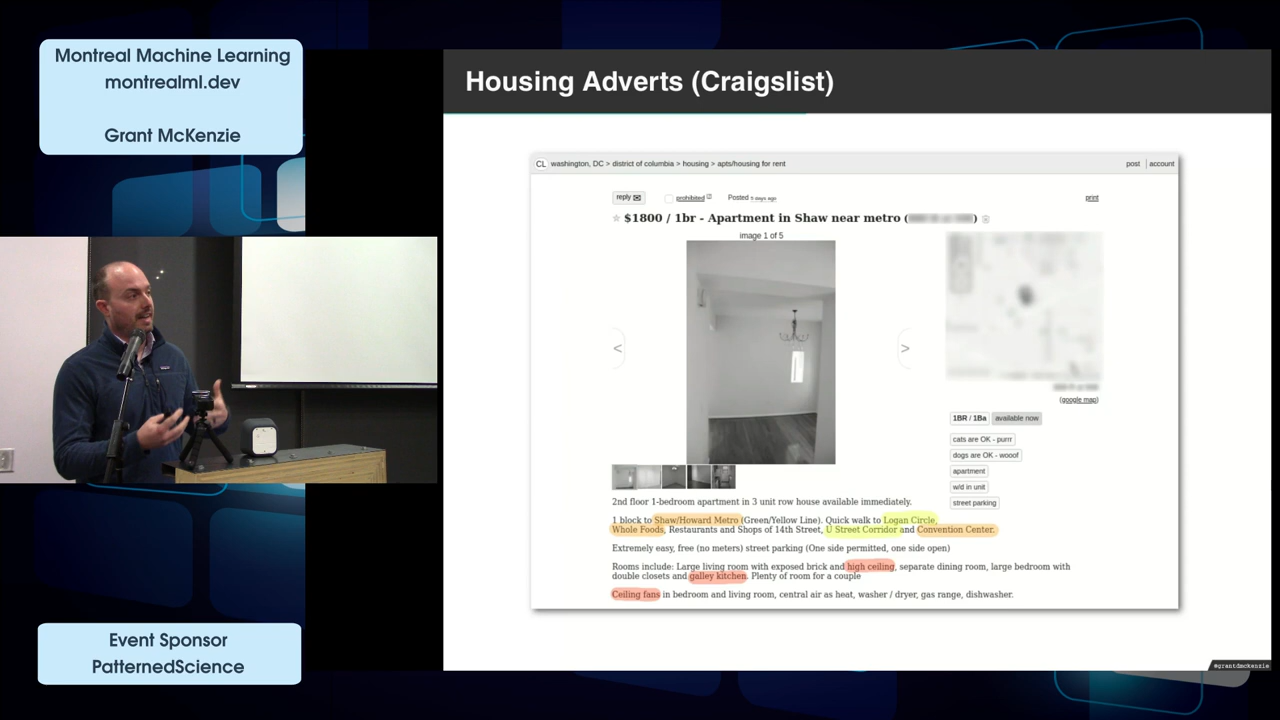 Montreal Machine Learning
montrealml.dev
Grant McKenzie
Housing Adverts (Craigslist)
CL washington, DC > district of columbia > housing > apts/housing for rent
post | account
reply
prohibited
Posted 5 days ago
print
$1800 / 1br - Apartment in Shaw near metro (
)
image 1 of 5
<
>
(google map)
1BR / 1Ba available now
cats are OK - purrr
dogs are OK - wooof
apartment
w/d in unit
street parking
2nd floor 1-bedroom apartment in 3 unit row house available immediately.
1 block to Shaw/Howard Metro (Green/Yellow Line). Quick walk to Logan Circle,
Whole Foods, Restaurants and Shops of 14th Street, U Street Corridor and Convention Center.
Extremely easy, free (no meters) street parking (One side permitted, one side open)
Rooms include: Large living room with exposed brick and high ceiling, separate dining room, large bedroom with
double closets and galley kitchen. Plenty of room for a couple
Ceiling fans in bedroom and living room, central air as heat, washer / dryer, gas range, dishwasher.
Event Sponsor
PatternedScience
@grantdmckenzie